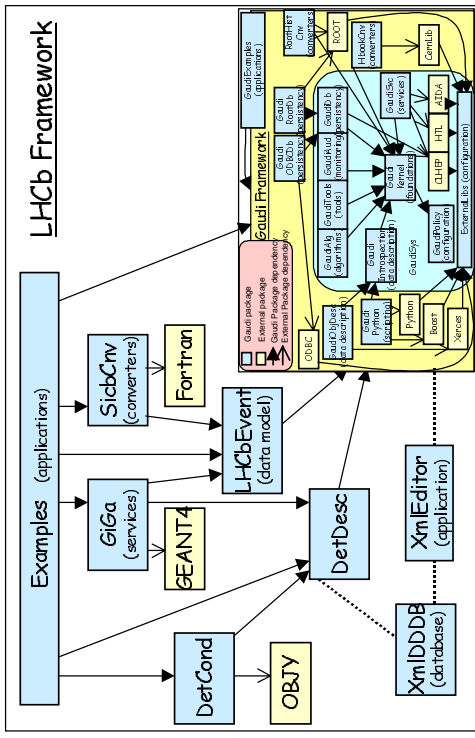 LHCb Framework
Examples
(applications)
SicbCnv
(converters)
Fortran
GiGa
(services)
GEANT4
LHCbEvent
(data model)
DetDesc
DetCond
OBJY
XmlEditor
(application)
XmlDDDB
(database)
Gaudi Framework
Gaudi package
External package
Gaudi Package dependency
External Package dependency
GaudiExamples
(applications)
RootHist
Cnv
(converters)
ROOT
HbookCnv
(converters)
CernLib
Gaudi
RootDb
(persistency)
Gaudi
ODBCDb
(persistency)
GaudiDb
(persistency)
GaudiAud
(monitoring)
GaudiTools
(tools)
GaudiAlg
(algorithms)
GaudiSvc
(services)
Gaudi
Kernel
(foundations)
Gaudi
Introspection
(data description)
GaudiSys
GaudiPolicy
(configuration)
AIDA
HTL
CLHEP
ExternalLibs (configuration)
ODBC
GaudiObjDesc
(data description)
Gaudi
Python
(scripting)
Python
Boost
Xerces